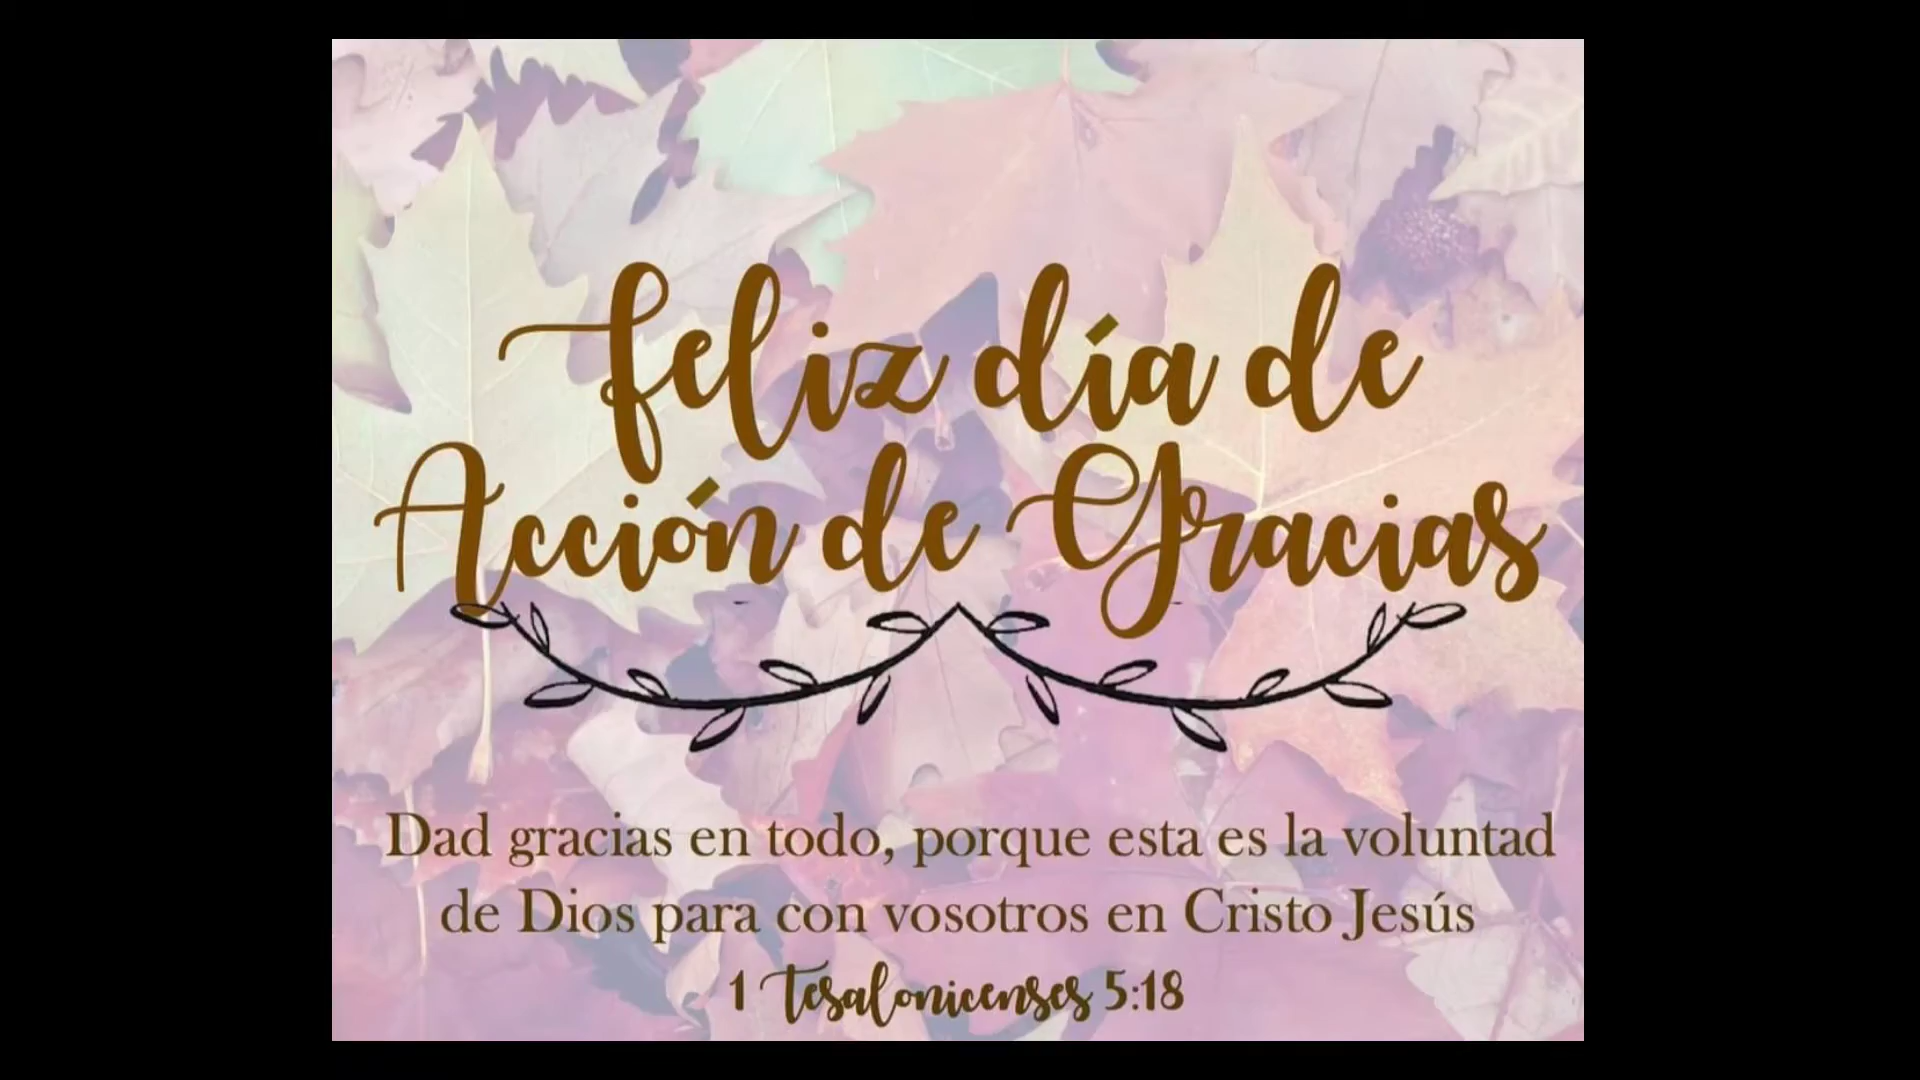 Feliz día de
Acción de Gracias
Dad gracias en todo, porque esta es la voluntad
de Dios para con vosotros en Cristo Jesús
1 Tesalonicenses 5:18